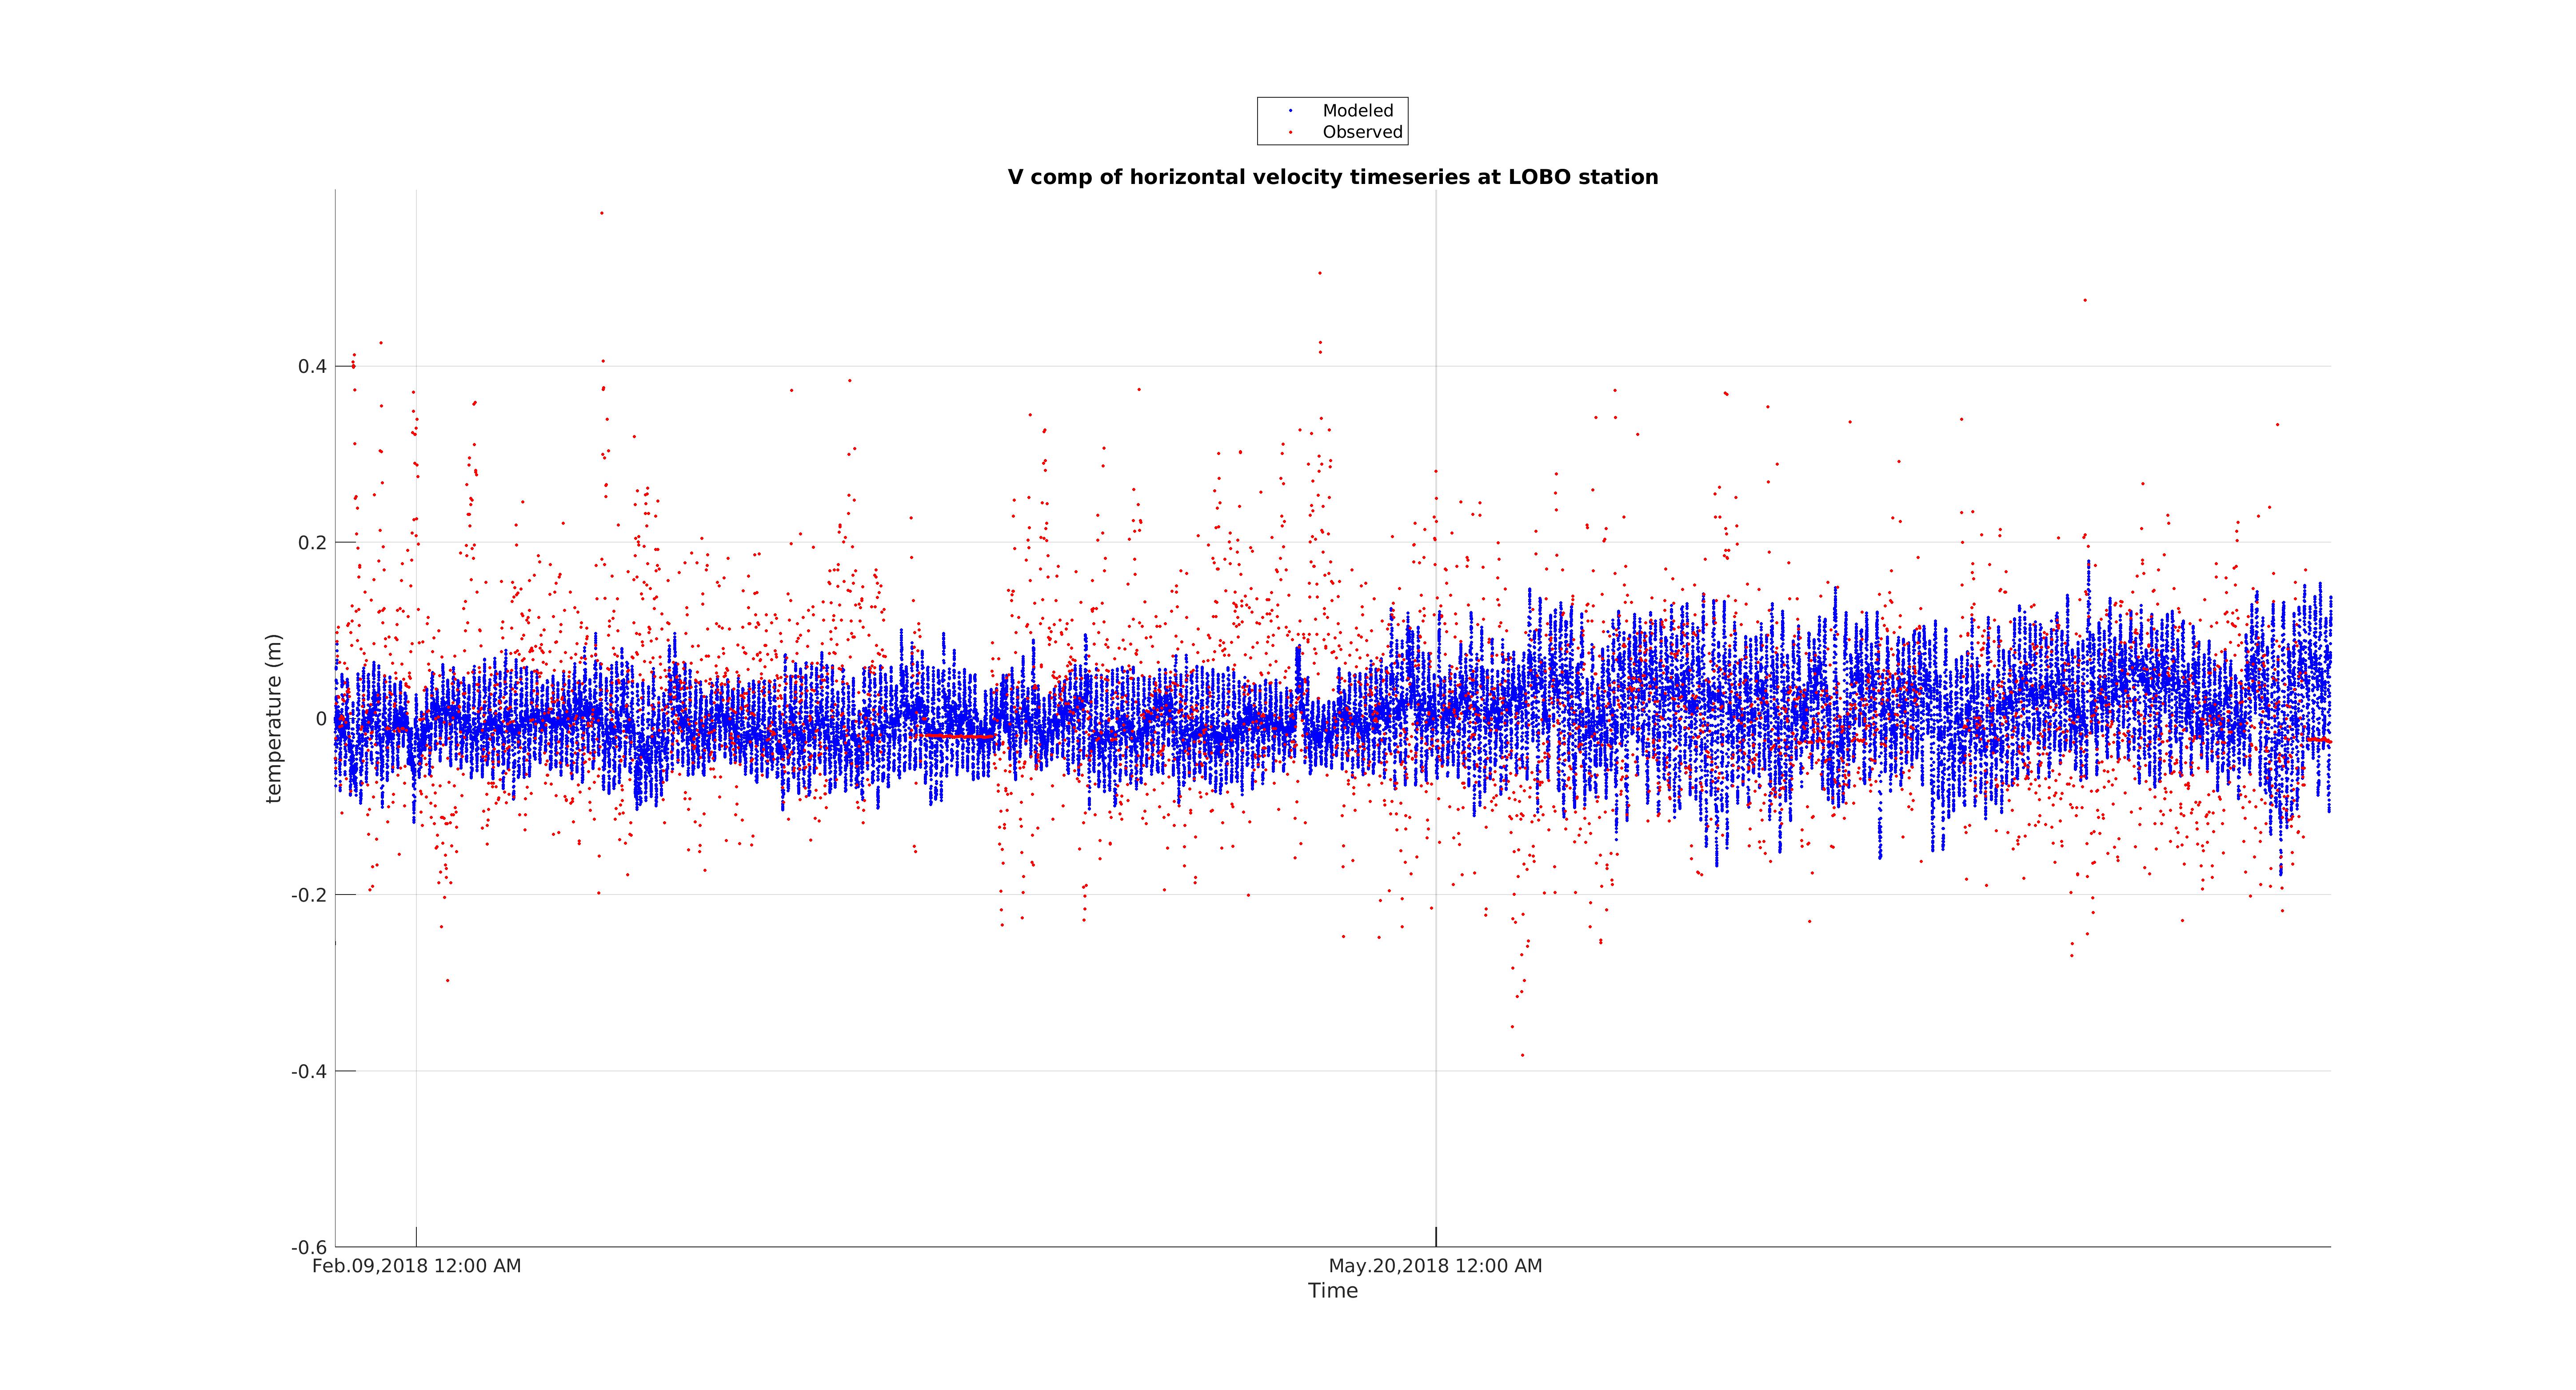 Modeled
Observed
V comp of horizontal velocity timeseries at LOBO station
temperature (m)
0.4
0.2
0
-0.2
-0.4
-0.6
Feb.09,2018 12:00 AM
May.20,2018 12:00 AM
Time